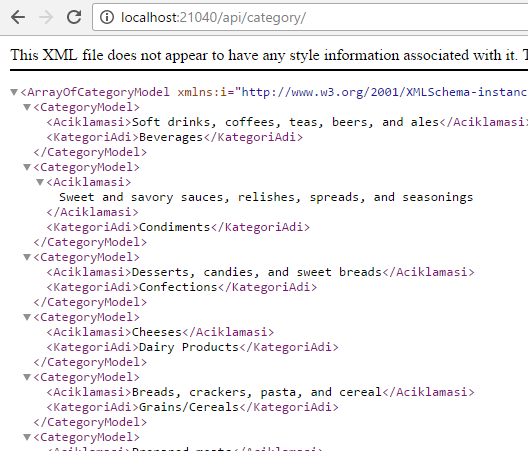 localhost:21040/api/category/
This XML file does not appear to have any style information associated with it. T
<ArrayOfCategoryModel xmlns:i="http://www.w3.org/2001/XMLSchema-instanc
<CategoryModel>
<Aciklamasi>Soft drinks, coffees, teas, beers, and ales</Aciklamasi>
<KategoriAdi>Beverages</KategoriAdi>
</CategoryModel>
<CategoryModel>
<Aciklamasi>
Sweet and savory sauces, relishes, spreads, and seasonings
</Aciklamasi>
<KategoriAdi>Condiments</KategoriAdi>
</CategoryModel>
<CategoryModel>
<Aciklamasi>Desserts, candies, and sweet breads</Aciklamasi>
<KategoriAdi>Confections</KategoriAdi>
</CategoryModel>
<CategoryModel>
<Aciklamasi>Cheeses</Aciklamasi>
<KategoriAdi>Dairy Products</KategoriAdi>
</CategoryModel>
<CategoryModel>
<Aciklamasi>Breads, crackers, pasta, and cereal</Aciklamasi>
<KategoriAdi>Grains/Cereals</KategoriAdi>
</CategoryModel>
<CategoryModel>
<Aciklamasi>Prepared meats</Aciklamasi>